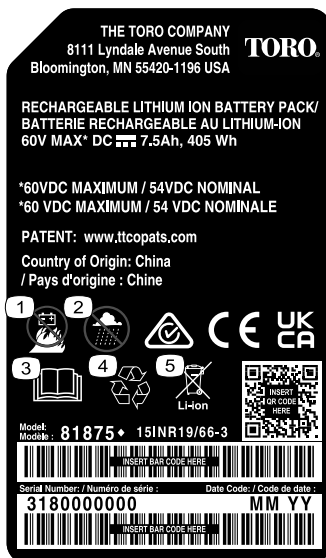 THE TORO COMPANY
8111 Lyndale Avenue South
Bloomington, MN 55420-1196 USA
TORO®
RECHARGEABLE LITHIUM ION BATTERY PACK/
BATTERIE RECHARGEABLE AU LITHIUM-ION
60V MAX* DC 7.5Ah, 405 Wh
*60VDC MAXIMUM / 54VDC NOMINAL
*60 VDC MAXIMUM / 54 VDC NOMINALE
PATENT: www.ttcopats.com
Country of Origin: China
/ Pays d'origine : Chine
1
2
CE
UK
CA
3
4
5
Li-ion
INSERT
QR CODE
HERE
Model:
Modèle : 81875♦ 15INR19/66-3
INSERT BAR CODE HERE
Serial Number: / Numéro de série : Date Code: / Code de date :
3180000000 MM YY
INSERT BAR CODE HERE